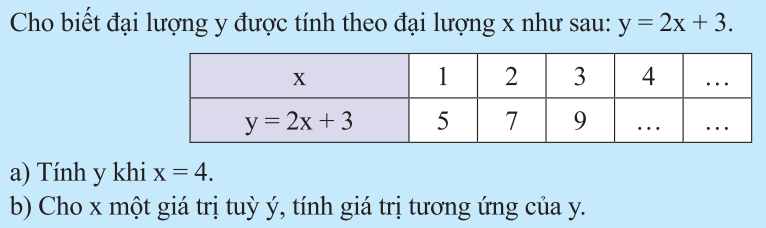 Cho biết đại lượng y được tính theo đại lượng x như sau: y = 2x + 3.
x 1 2 3 4 ...
y = 2x + 3 5 7 9 ... ...
a) Tính y khi x = 4.
b) Cho x một giá trị tuỳ ý, tính giá trị tương ứng của y.